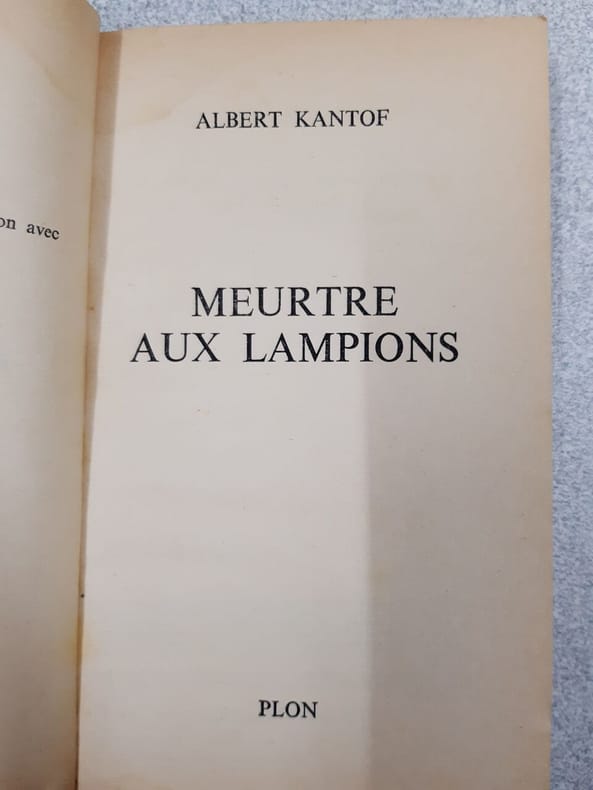 on avec
ALBERT KANTOF
MEURTRE
AUX LAMPIONS
PLON